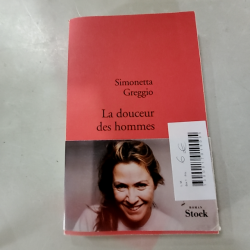 Simonetta
Greggio
La douceur
des hommes
ROMAN
Stock